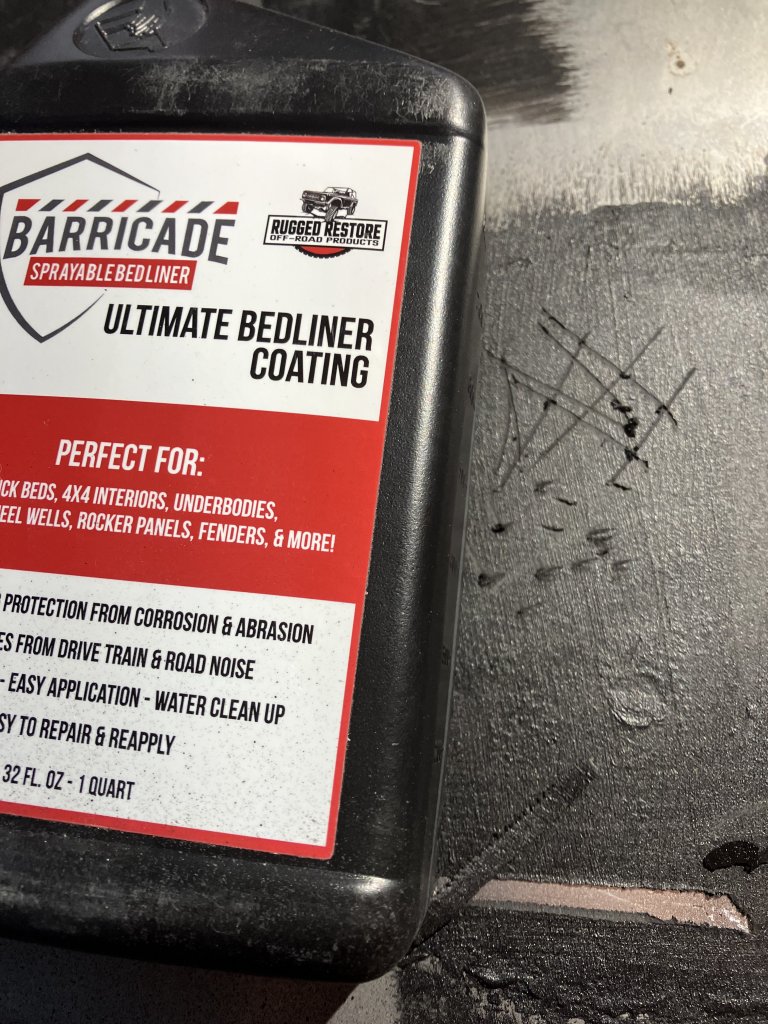 BARRICADE
SPRAYABLE BEDLINER
RUGGED RESTORE
OFF-ROAD PRODUCTS
ULTIMATE BEDLINER
COATING
PERFECT FOR:
BEDS, 4X4 INTERIORS, UNDERBODIES,
WELLS, ROCKER PANELS, FENDERS, & MORE!
PROTECTION FROM CORROSION & ABRASION
FROM DRIVE TRAIN & ROAD NOISE
- EASY APPLICATION - WATER CLEAN UP
TO REPAIR & REAPPLY
32 FL. OZ - 1 QUART